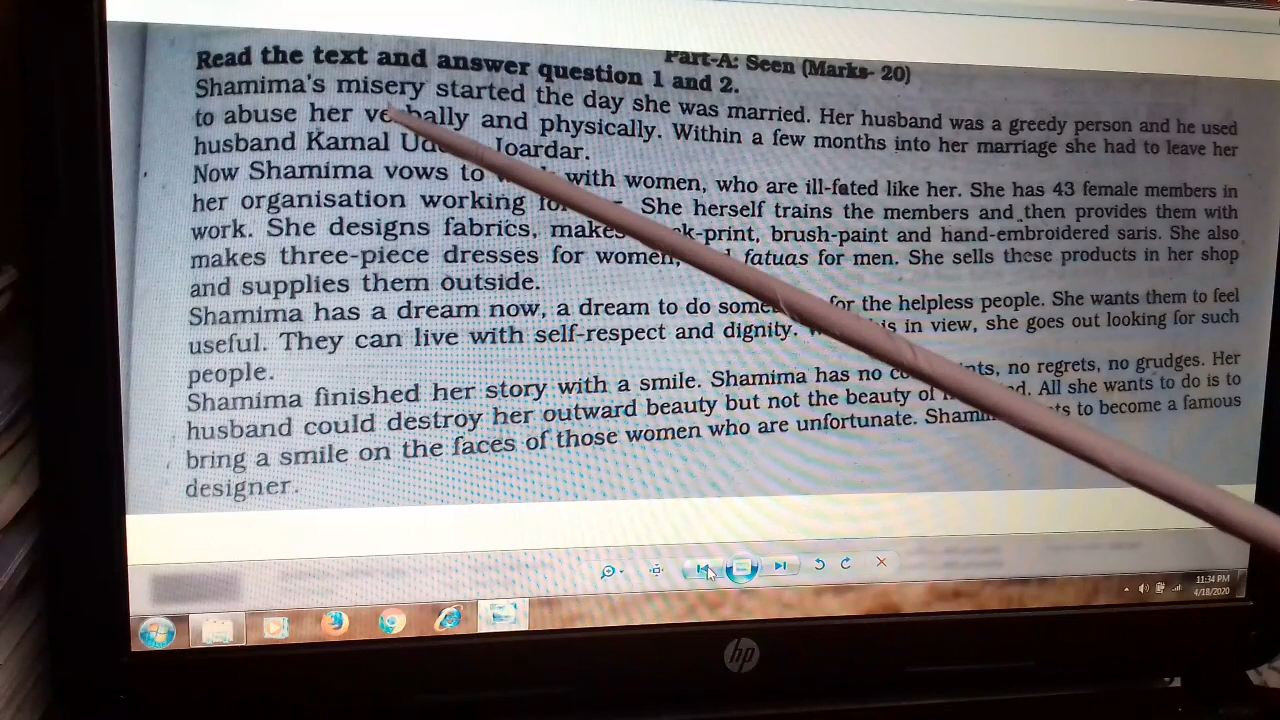 Part-A: Seen (Marks- 20)
Read the text and answer question 1 and 2.
Shamima's misery started the day she was married. Her husband was a greedy person and he used
to abuse her and physically. Within a few months into her marriage she had to leave her
husband Kamal Joardar.
Now Shamima vows to with women, who are ill-fated like her. She has 43 female members in
her organisation working She herself trains the members and then provides them with
work. She designs fabrics, makes brush-paint and hand-embroidered saris. She also
makes three-piece dresses for women, fatuas for men. She sells these products in her shop
and supplies them outside.
Shamima has a dream now, a dream to do for the helpless people. She wants them to feel
useful. They can live with self-respect and dignity. in view, she goes out looking for such
people.
Shamima finished her story with a smile. Shamima has no no regrets, no grudges. Her
husband could destroy her outward beauty but not the beauty of All she wants to do is to
bring a smile on the faces of those women who are unfortunate. to become a famous
designer.
11:34 PM
4/18/2020
hp